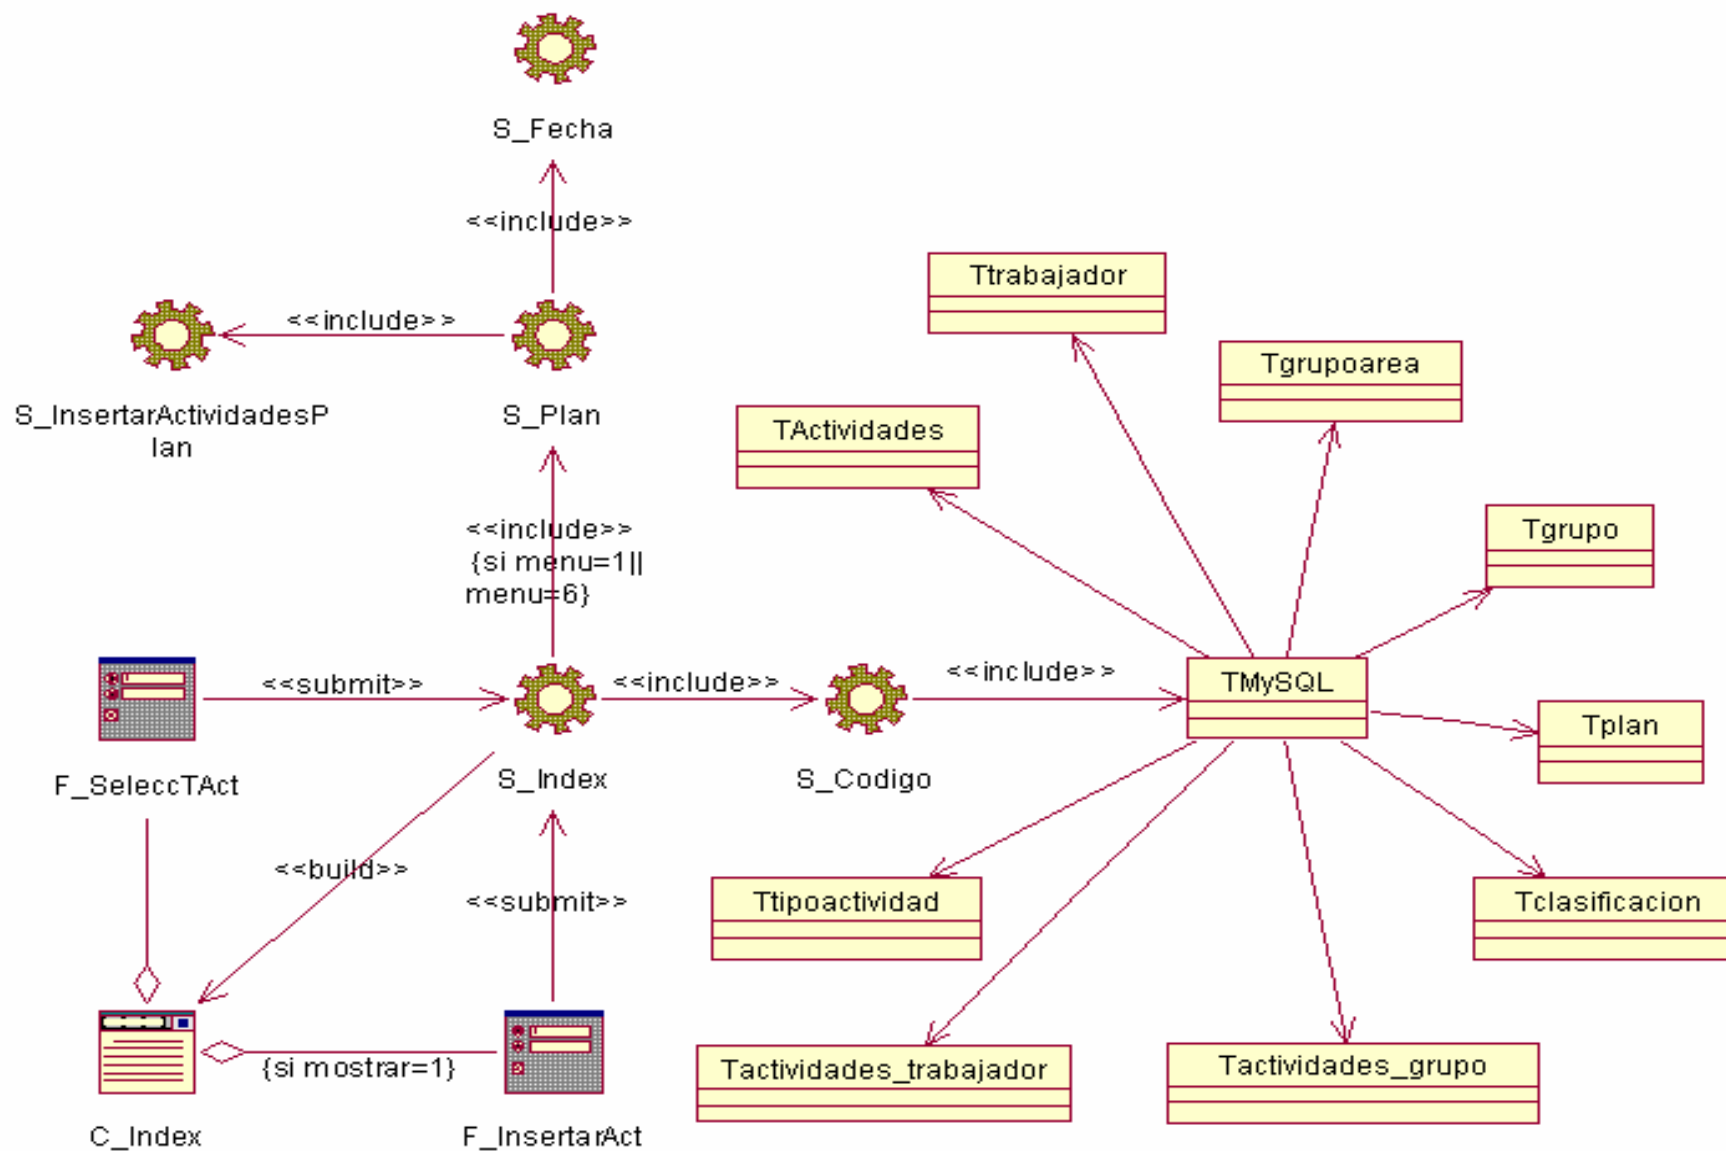 S_Fecha
<<include>>
Ttrabajador
<<include>>
Tgrupoarea
S_InsertarActividadesP
lan
S_Plan
TActividades
<<include>>
{si menu=1||
menu=6}
Tgrupo
<<submit>>
<<include>>
<<include>>
TMySQL
Tplan
F_SeleccTAct
S_Index
S_Codigo
<<build>>
<<submit>>
Ttipoactividad
Tclasificacion
{si mostrar=1}
Tactividades_trabajador
Tactividades_grupo
C_Index
F_InsertarAct